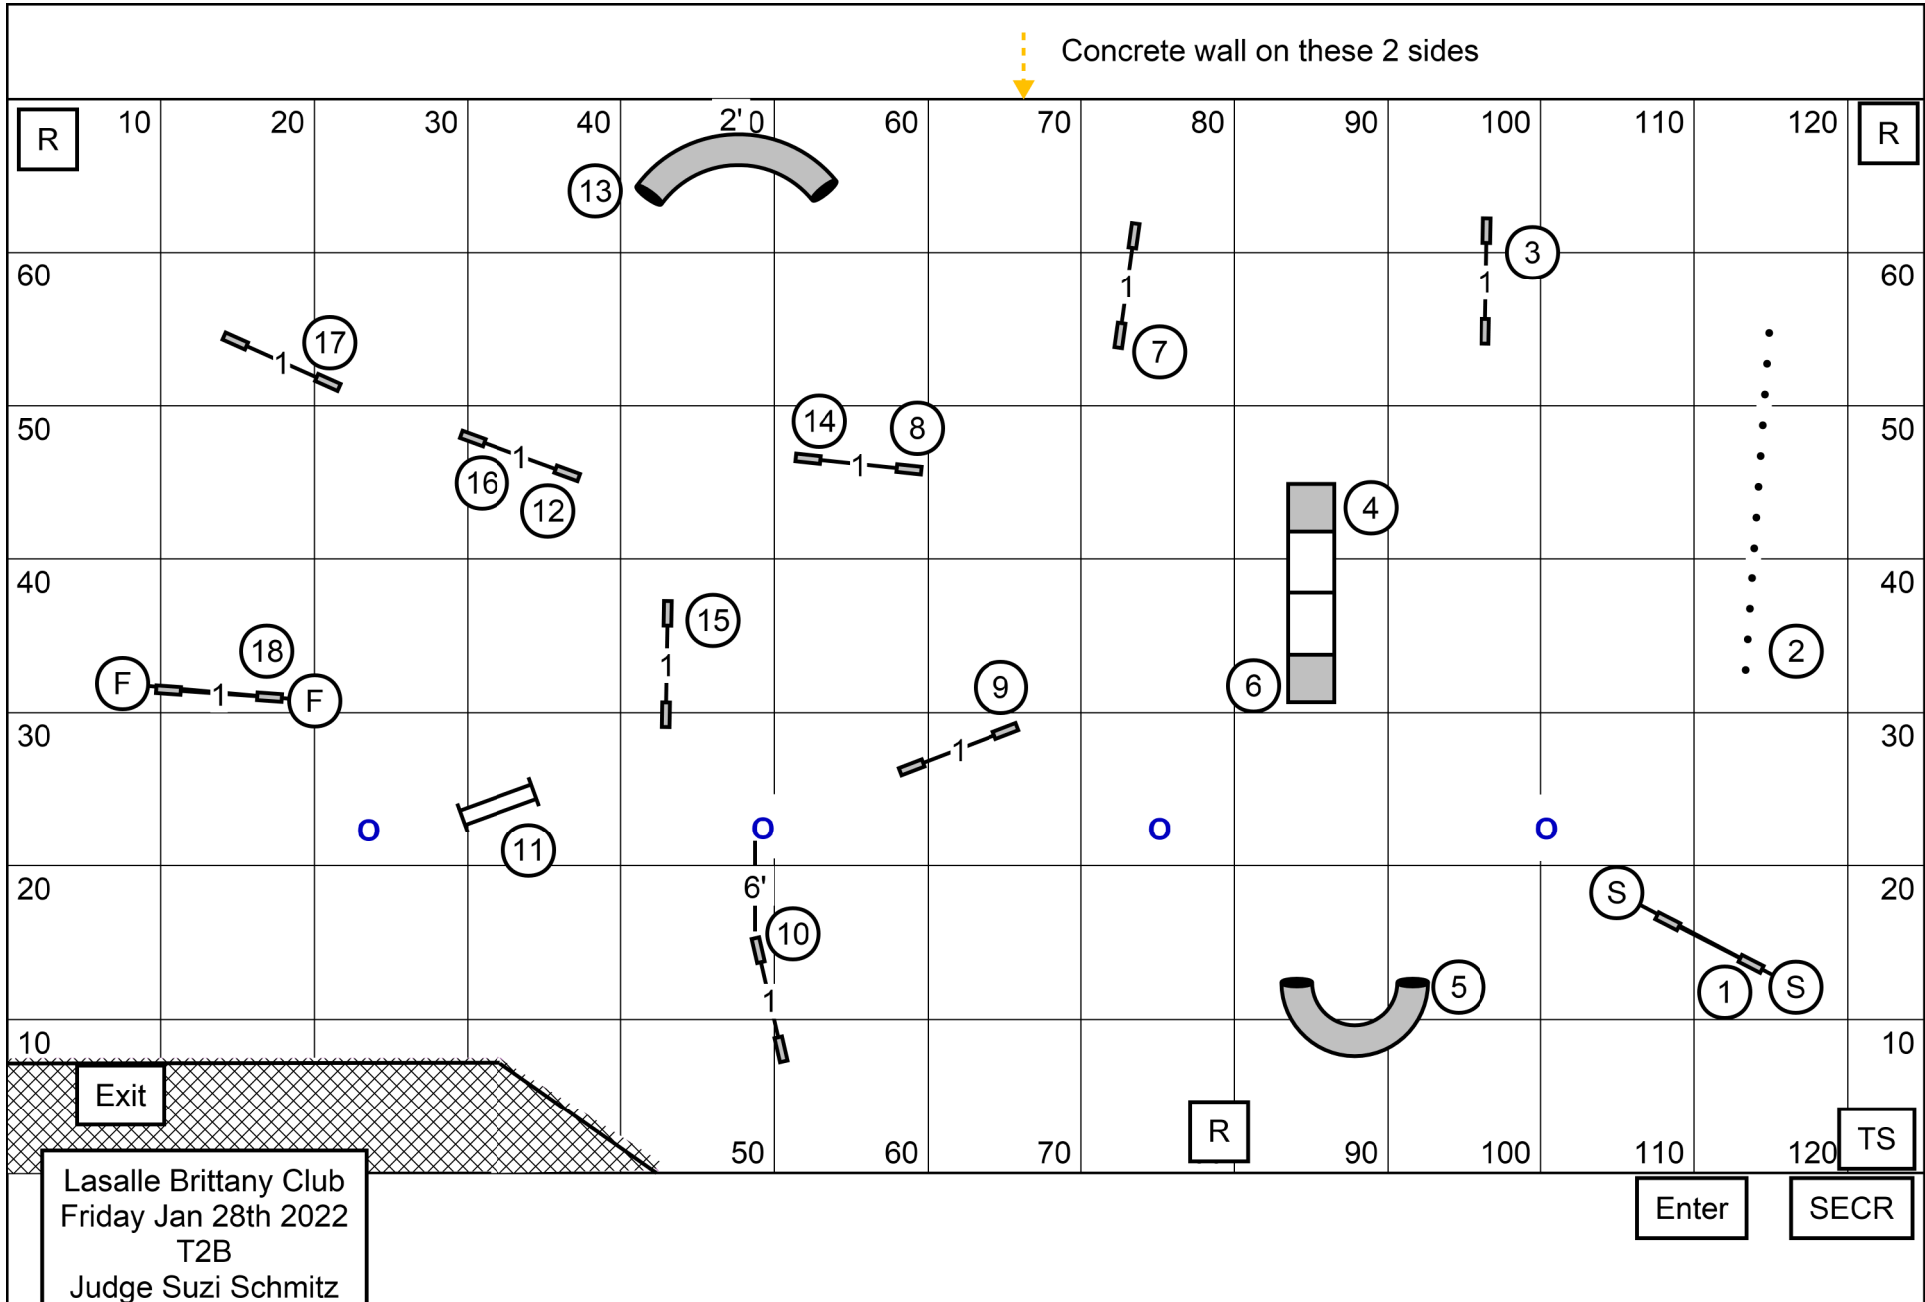 Concrete wall on these 2 sides
R 10 20 30 40 2' 0 60 70 80 90 100 110 120 R
13
60 1 1 3 60
17 1 7
50 14 8 50
1 1 4
16 12
40 40
15
18 1 2
F 1 F 9 6
30 1 30
O 11 O O O
20 6' S 20
10
1 1 S
5
10 10
Exit
R
50 60 70 90 100 110 120 TS
Lasalle Brittany Club
Friday Jan 28th 2022
T2B
Judge Suzi Schmitz
Enter SECR